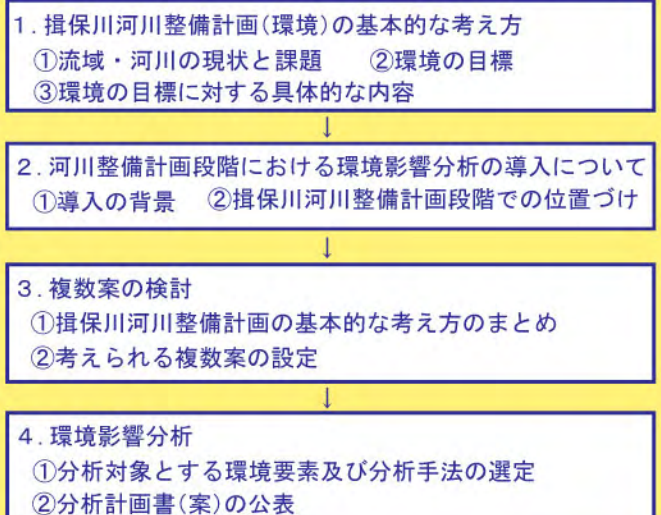 1.揖保川河川整備計画(環境)の基本的な考え方
①流域・河川の現状と課題　②環境の目標
③環境の目標に対する具体的な内容
↓
2.河川整備計画段階における環境影響分析の導入について
①導入の背景　②揖保川河川整備計画段階での位置づけ
↓
3.複数案の検討
①揖保川河川整備計画の基本的な考え方のまとめ
②考えられる複数案の設定
↓
4.環境影響分析
①分析対象とする環境要素及び分析手法の選定
②分析計画書(案)の公表